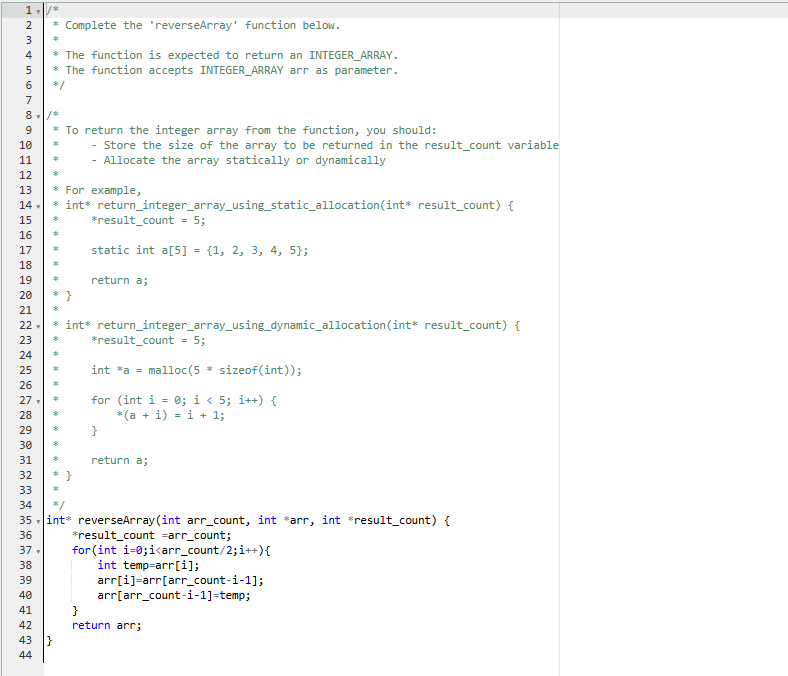 1 /*
2  * Complete the 'reverseArray' function below.
3  *
4  * The function is expected to return an INTEGER_ARRAY.
5  * The function accepts INTEGER_ARRAY arr as parameter.
6  */
7
8 /*
9  * To return the integer array from the function, you should:
10  *     - Store the size of the array to be returned in the result_count variable
11  *     - Allocate the array statically or dynamically
12  *
13  * For example,
14  * int* return_integer_array_using_static_allocation(int* result_count) {
15  *     *result_count = 5;
16  *
17  *     static int a[5] = {1, 2, 3, 4, 5};
18  *
19  *     return a;
20  * }
21  *
22  * int* return_integer_array_using_dynamic_allocation(int* result_count) {
23  *     *result_count = 5;
24  *
25  *     int *a = malloc(5 * sizeof(int));
26  *
27  *     for (int i = 0; i < 5; i++) {
28  *         *(a + i) = i + 1;
29  *     }
30  *
31  *     return a;
32  * }
33  *
34  */
35 int* reverseArray(int arr_count, int *arr, int *result_count) {
36     *result_count =arr_count;
37     for(int i=0;i<arr_count/2;i++){
38         int temp=arr[i];
39         arr[i]=arr[arr_count-i-1];
40         arr[arr_count-i-1]=temp;
41     }
42     return arr;
43 }
44